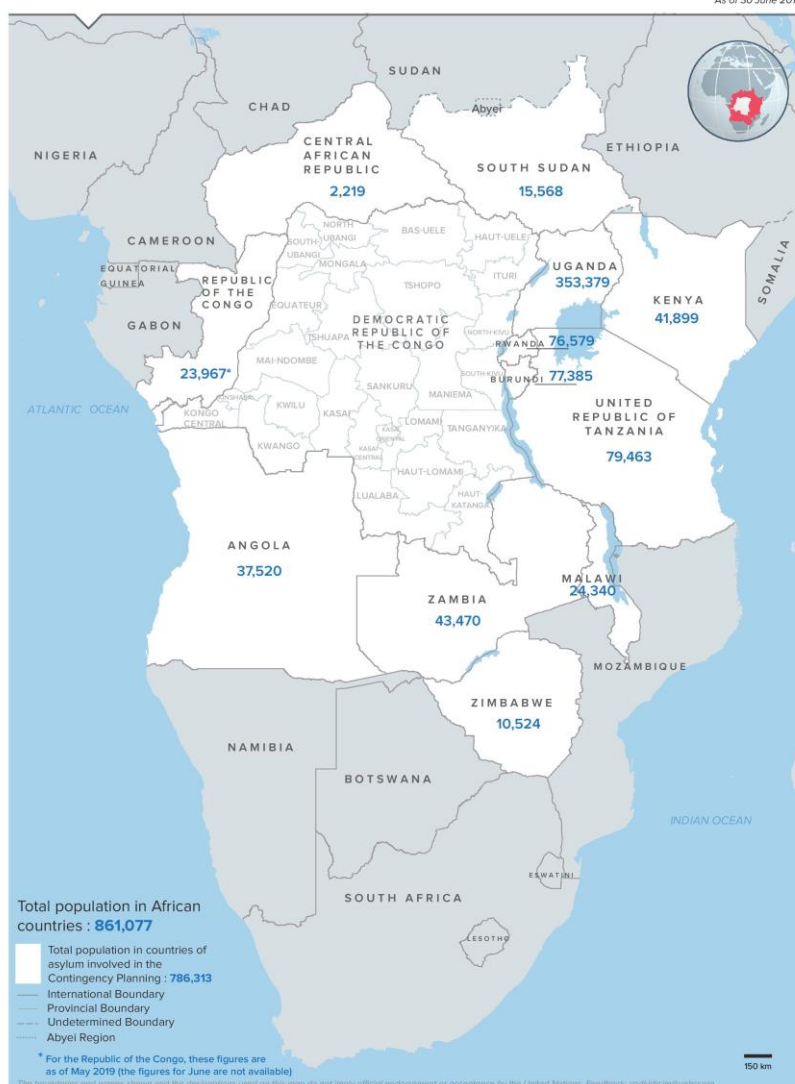 As of 30 June 201
SUDAN
CHAD
Abyei
NIGERIA
CENTRAL
AFRICAN
REPUBLIC
2,219
SOUTH SUDAN
15,568
ETHIOPIA
CAMEROON
EQUATORIAL
GUINEA
REPUBLIC
OF THE
CONGO
GABON
23,967*
NORTH
UBANGI
SOUTH-
UBANGI
MONGALA
BAS-UELE
HAUT-UELE
ITURI
TSHOPO
EQUATEUR
DEMOCRATIC
REPUBLIC OF
THE CONGO
TSHUAPA
NORTH-KIVU
MAI-NDOMBE
SOUTH-KIVU
SANKURU
MANIEMA
KINSHASA
KONGO
CENTRAL
KWILU
KASAI
KWANGO
KASAI
ORIENTAL
KASAI
CENTRAL
LOMAMI
TANGANYIKA
HAUT-LOMAMI
LUALABA
HAUT-
KATANGA
UGANDA
353,379
KENYA
41,899
SOMALIA
RWANDA
76,579
BURUNDI
77,385
UNITED
REPUBLIC OF
TANZANIA
79,463
ATLANTIC OCEAN
ANGOLA
37,520
ZAMBIA
43,470
MALAWI
24,340
MOZAMBIQUE
ZIMBABWE
10,524
NAMIBIA
BOTSWANA
INDIAN OCEAN
ESWATINI
SOUTH AFRICA
LESOTHO
Total population in African
countries : 861,077
Total population in countries of
asylum involved in the
Contingency Planning : 786,313
International Boundary
Provincial Boundary
Undetermined Boundary
Abyei Region
* For the Republic of the Congo, these figures are
as of May 2019 (the figures for June are not available)
150 km